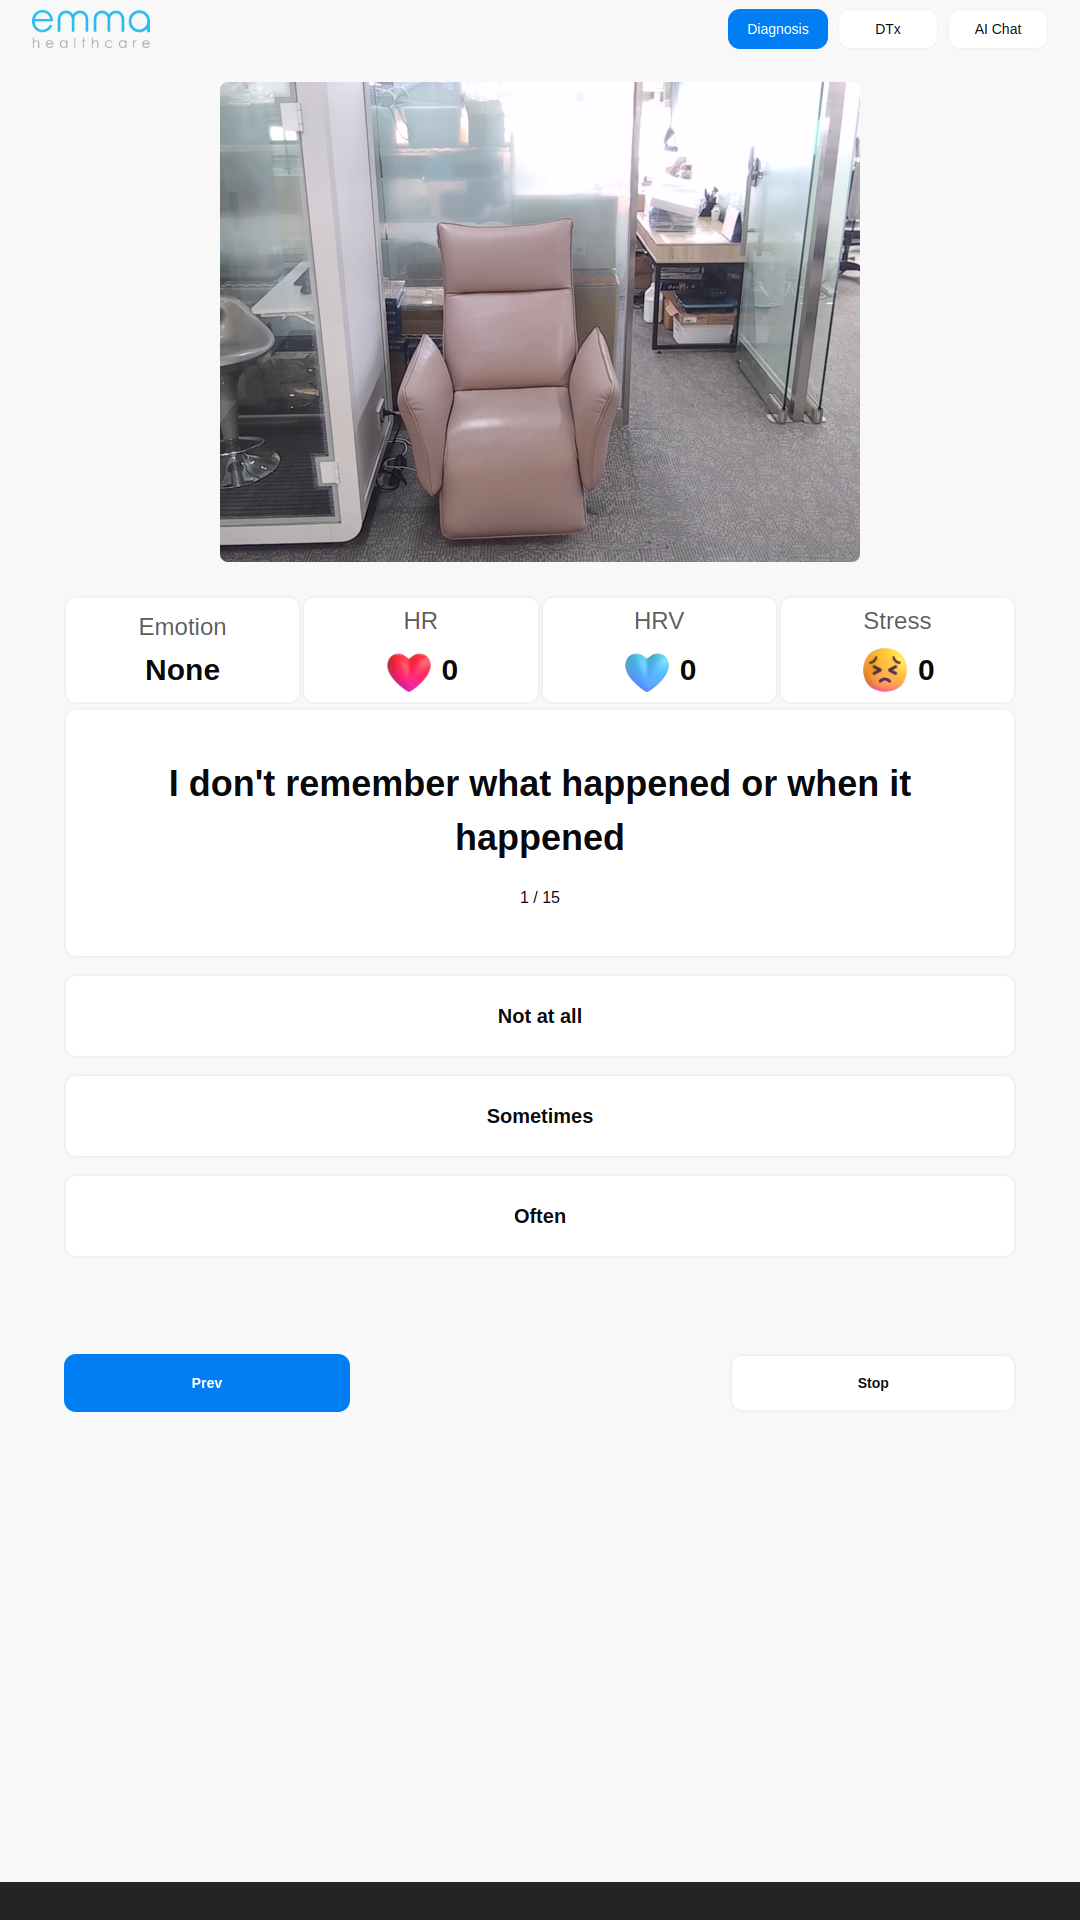 emma
healthcare
Diagnosis
DTx
AI Chat
Emotion
None
HR
0
HRV
0
Stress
0
I don't remember what happened or when it
happened
1 / 15
Not at all
Sometimes
Often
Prev
Stop